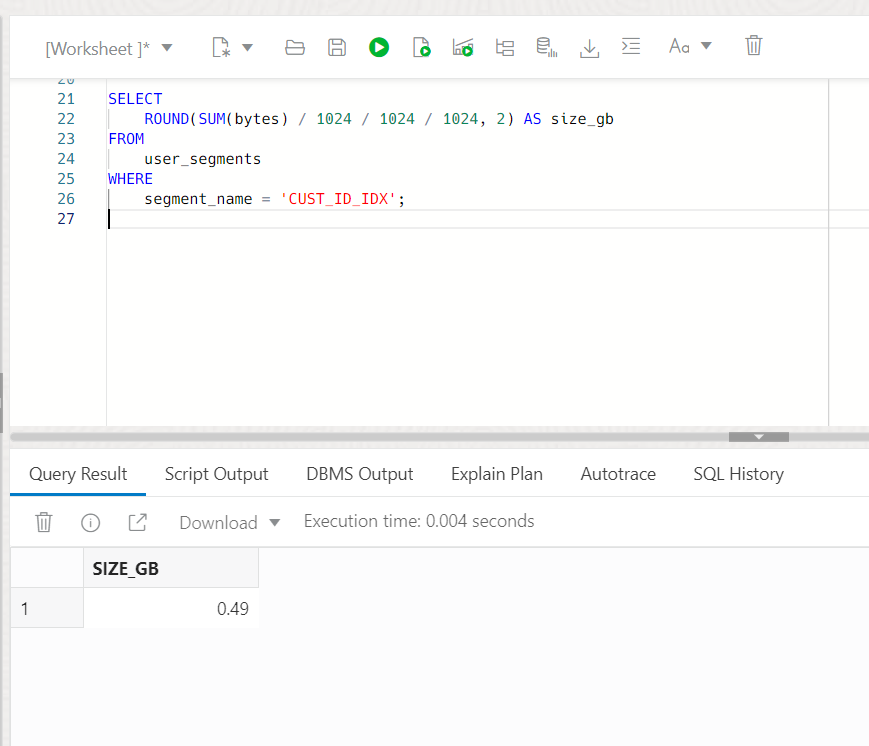 [Worksheet ]*
Aa
20
21 SELECT
22 ROUND(SUM(bytes) / 1024 / 1024 / 1024, 2) AS size_gb
23 FROM
24 user_segments
25 WHERE
26 segment_name = 'CUST_ID_IDX';
27
Query Result Script Output DBMS Output Explain Plan Autotrace SQL History
Download Execution time: 0.004 seconds
SIZE_GB
1 0.49